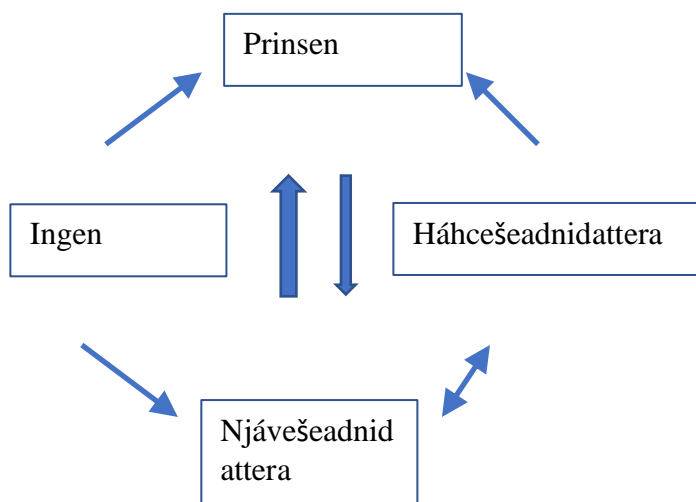 Prinsen
Ingen
Háhcešeadnidattera
Njávešeadnid
attera